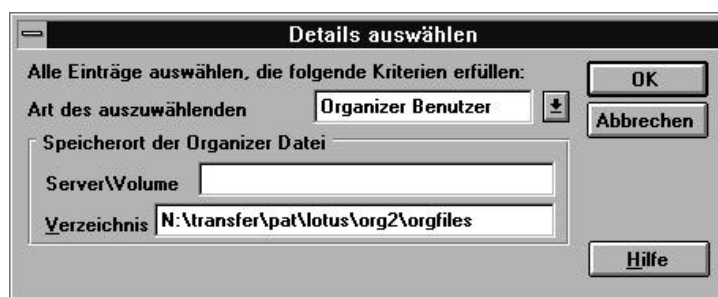 Details auswählen
Alle Einträge auswählen, die folgende Kriterien erfüllen:
OK
Art des auszuwählenden Organizer Benutzer
Abbrechen
Speicherort der Organizer Datei
Server\Volume
Verzeichnis N:\transfer\pat\lotus\org2\orgfiles
Hilfe